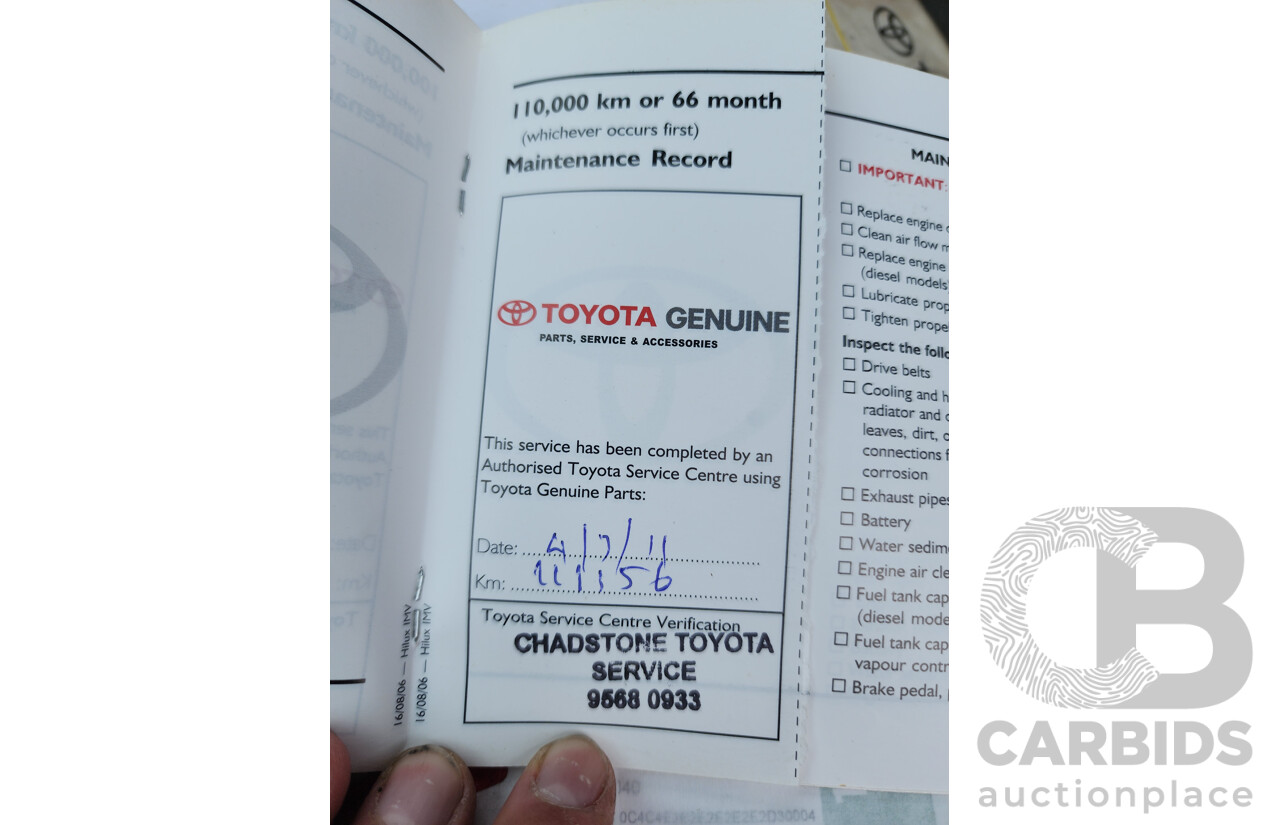 110,000 km or 66 month
(whichever occurs first)
Maintenance Record
TOYOTA GENUINE
PARTS, SERVICE & ACCESSORIES
This service has been completed by an
Authorised Toyota Service Centre using
Toyota Genuine Parts:
Date: 4/7/11
Km: 111156
Toyota Service Centre Verification
CHADSTONE TOYOTA
SERVICE
9568 0933
16/08/06 — Hilux IMV
16/08/06 — Hilux IMV
MAIN
IMPORTANT:
Replace engine
Clean air flow
Replace engine
(diesel models
Lubricate prop
Tighten prope
Inspect the follo
Drive belts
Cooling and h
radiator and
leaves, dirt,
connections
corrosion
Exhaust pipes
Battery
Water sedim
Engine air cle
Fuel tank cap
(diesel mode
Fuel tank cap
vapour contr
Brake pedal,
CB
CARBIDS
auctionplace